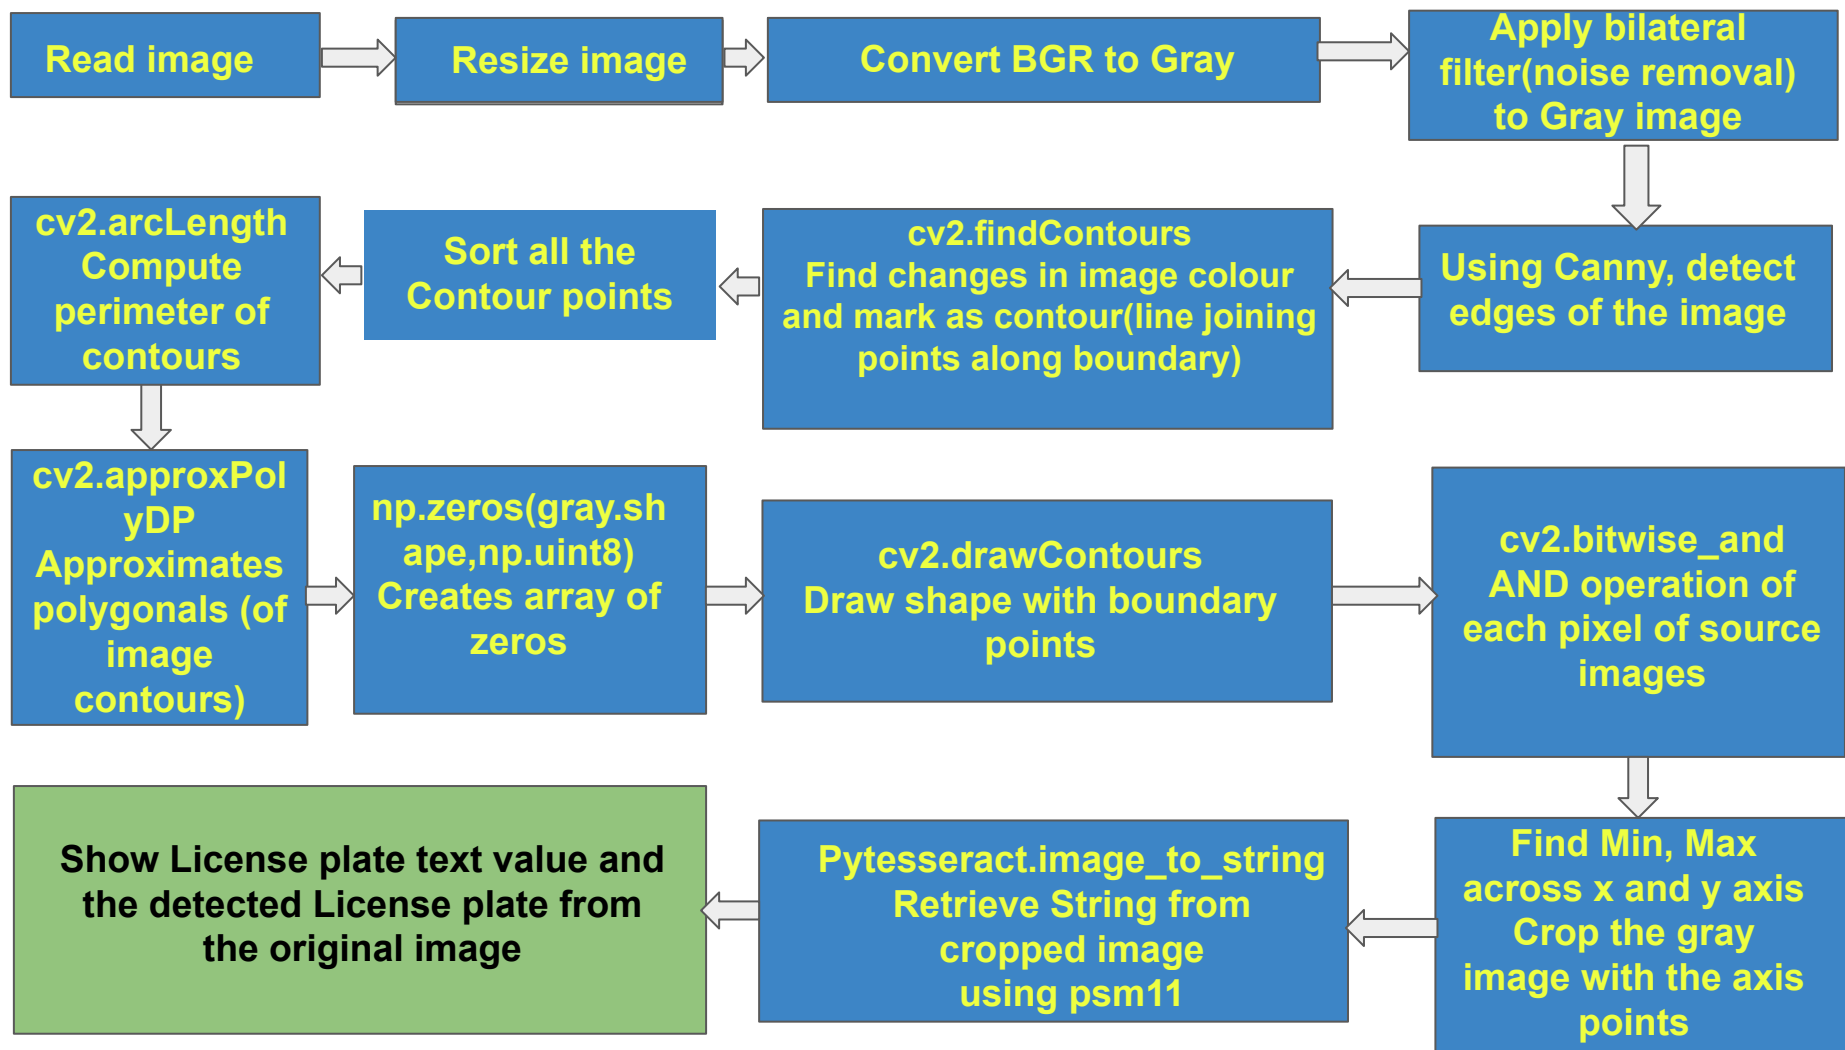 Read image
Resize image
Convert BGR to Gray
Apply bilateral
filter(noise removal)
to Gray image
Using Canny, detect
edges of the image
cv2.findContours
Find changes in image colour
and mark as contour(line joining
points along boundary)
Sort all the
Contour points
cv2.arcLength
Compute
perimeter of
contours
cv2.approxPol
yDP
Approximates
polygonals (of
image
contours)
np.zeros(gray.sh
ape,np.uint8)
Creates array of
zeros
cv2.drawContours
Draw shape with boundary
points
cv2.bitwise_and
AND operation of
each pixel of source
images
Find Min, Max
across x and y axis
Crop the gray
image with the axis
points
Pytesseract.image_to_string
Retrieve String from
cropped image
using psm11
Show License plate text value and
the detected License plate from
the original image